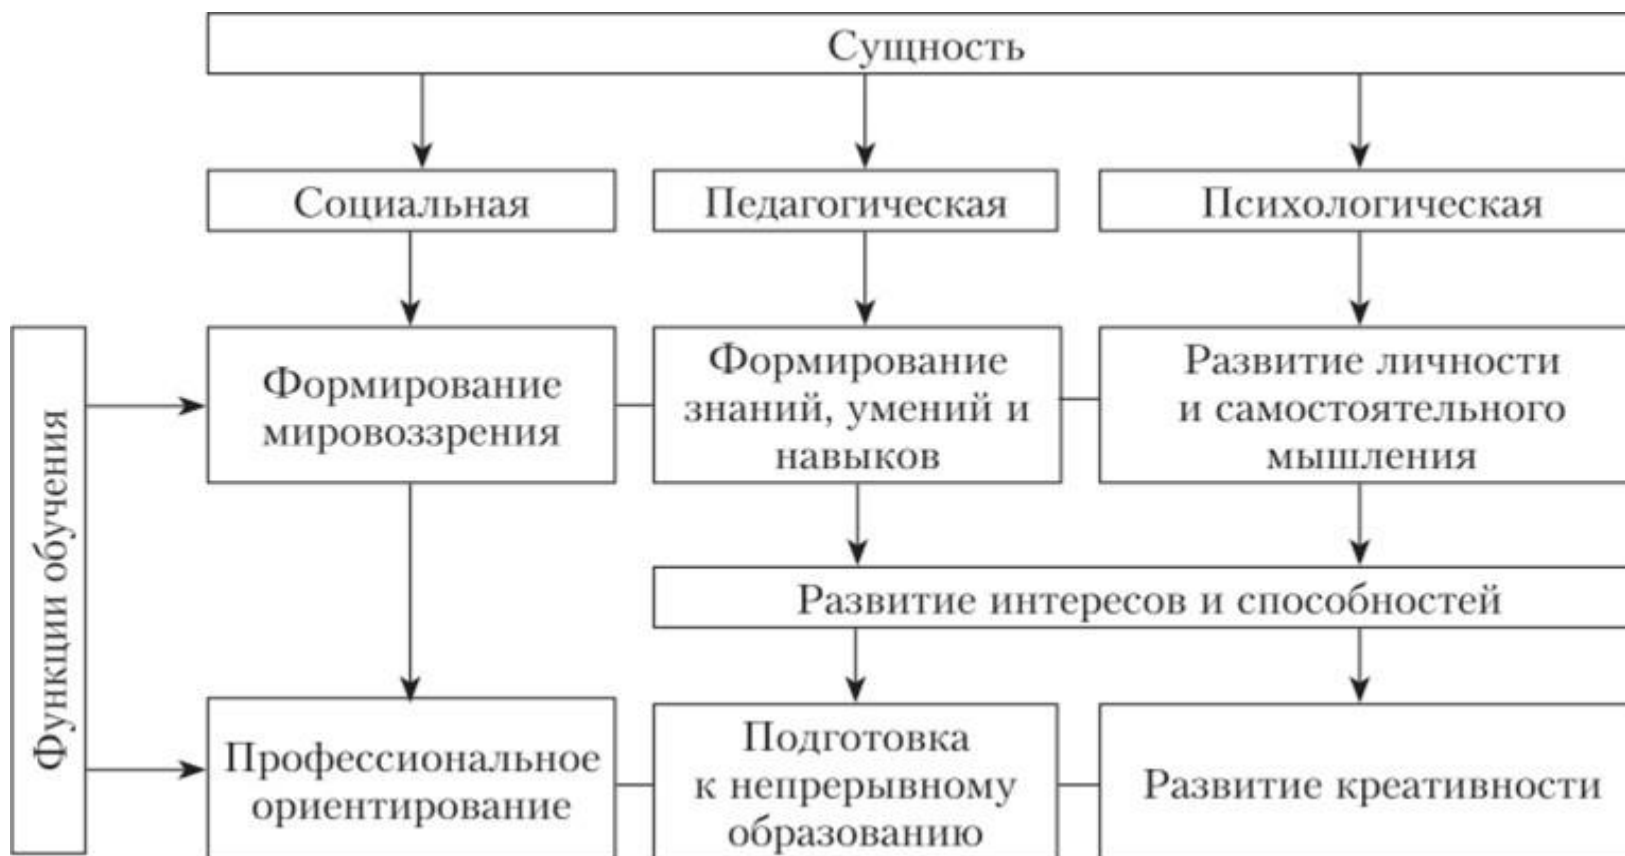 Сущность
Социальная
Педагогическая
Психологическая
Функции обучения
Формирование
мировоззрения
Формирование
знаний, умений и
навыков
Развитие личности
и самостоятельного
мышления
Развитие интересов и способностей
Профессиональное
ориентирование
Подготовка
к непрерывному
образованию
Развитие креативности